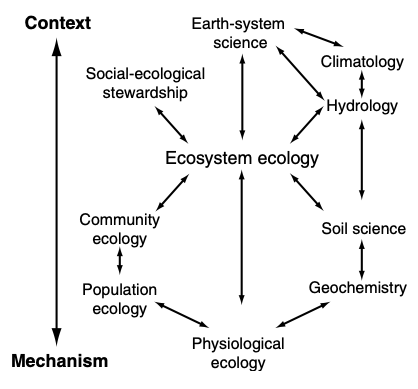 Context
Earth-system
science
Climatology
Social-ecological
stewardship
Hydrology
Ecosystem ecology
Community
ecology
Soil science
Population
ecology
Geochemistry
Physiological
ecology
Mechanism